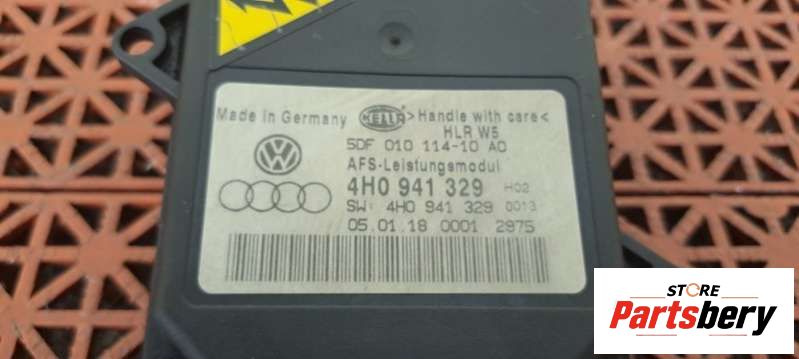 Made in Germany HELLA >Handle with care<
HLR W5
5DF 010 114-10 AO
AFS-Leistungsmodul
4H0 941 329 H02
SW: 4H0 941 329 0013
05.01.18 0001 2975
STORE
Partsbery